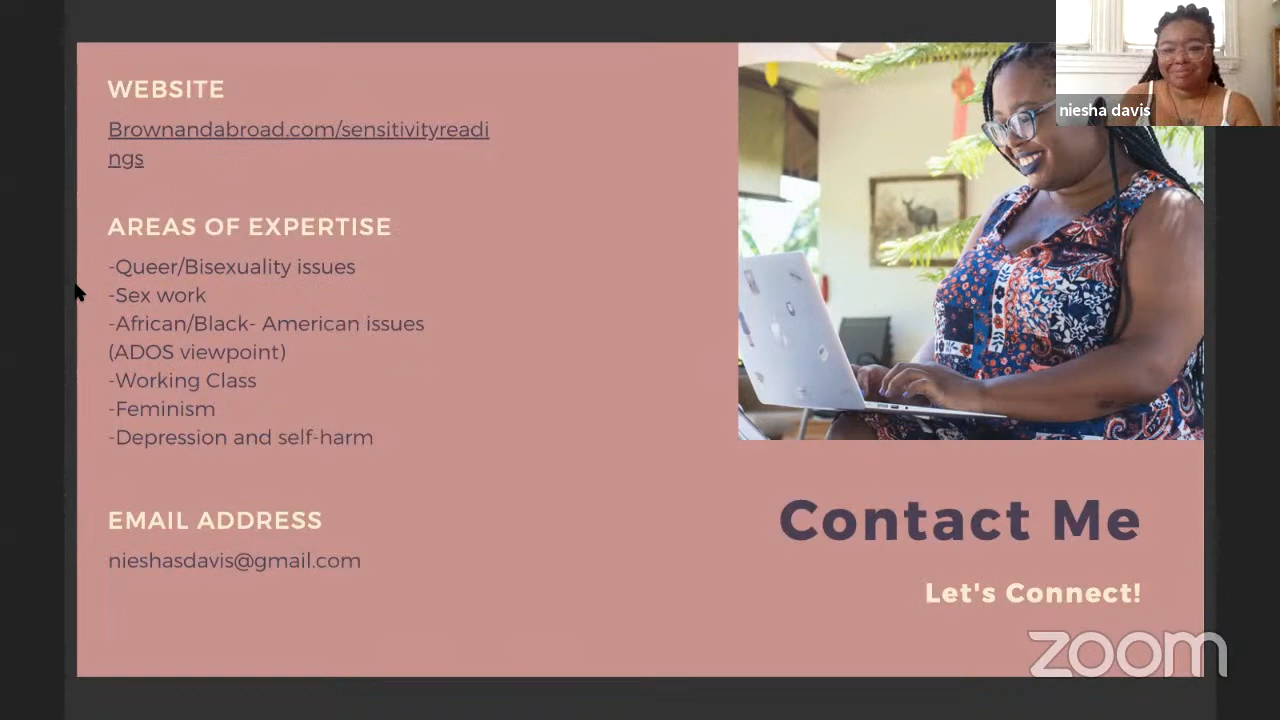 WEBSITE
Brownandabroad.com/sensitivityreadi
ngs
AREAS OF EXPERTISE
-Queer/Bisexuality issues
-Sex work
-African/Black- American issues
(ADOS viewpoint)
-Working Class
-Feminism
-Depression and self-harm
EMAIL ADDRESS
nieshasdavis@gmail.com
niesha davis
Contact Me
Let's Connect!
zoom